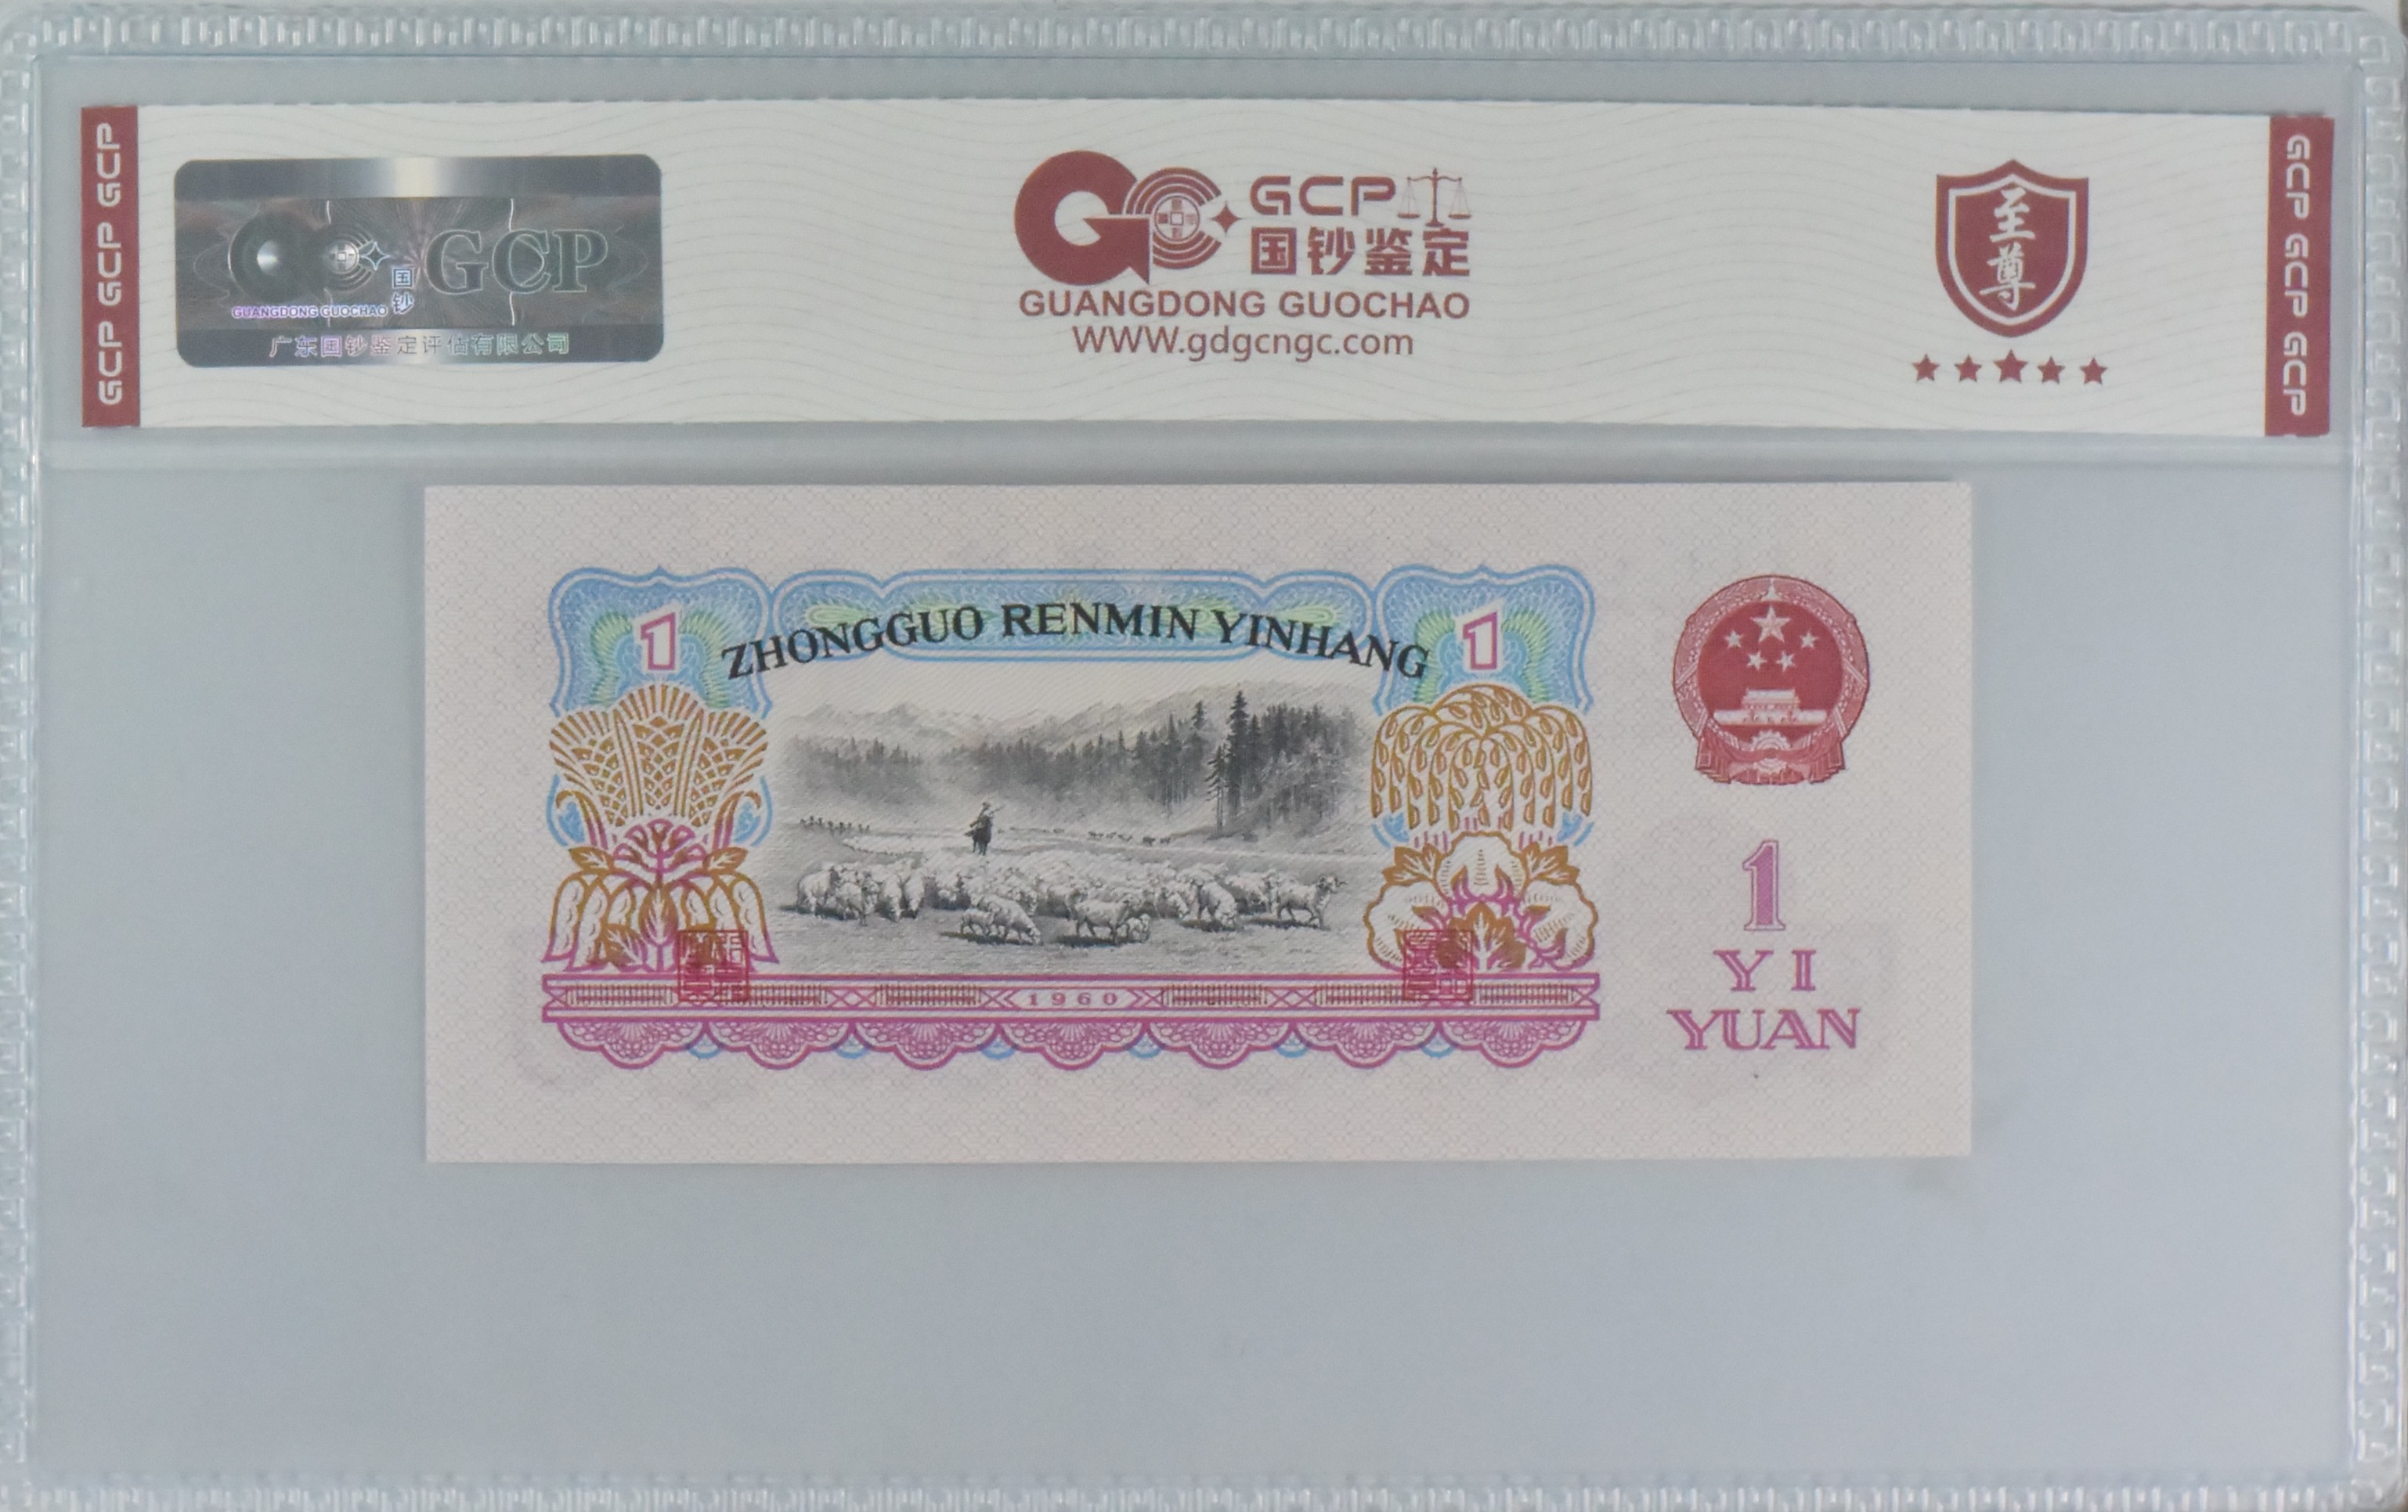 GCP GCP GCP
GCP
国钞
GUANGDONG GUOCHAO
广东国钞鉴定评估有限公司
GCP
国钞鉴定
GUANGDONG GUOCHAO
WWW.gdgcngc.com
至尊
GCP GCP GCP
1
ZHONGGUO RENMIN YINHANG
1
1960
1
YI
YUAN